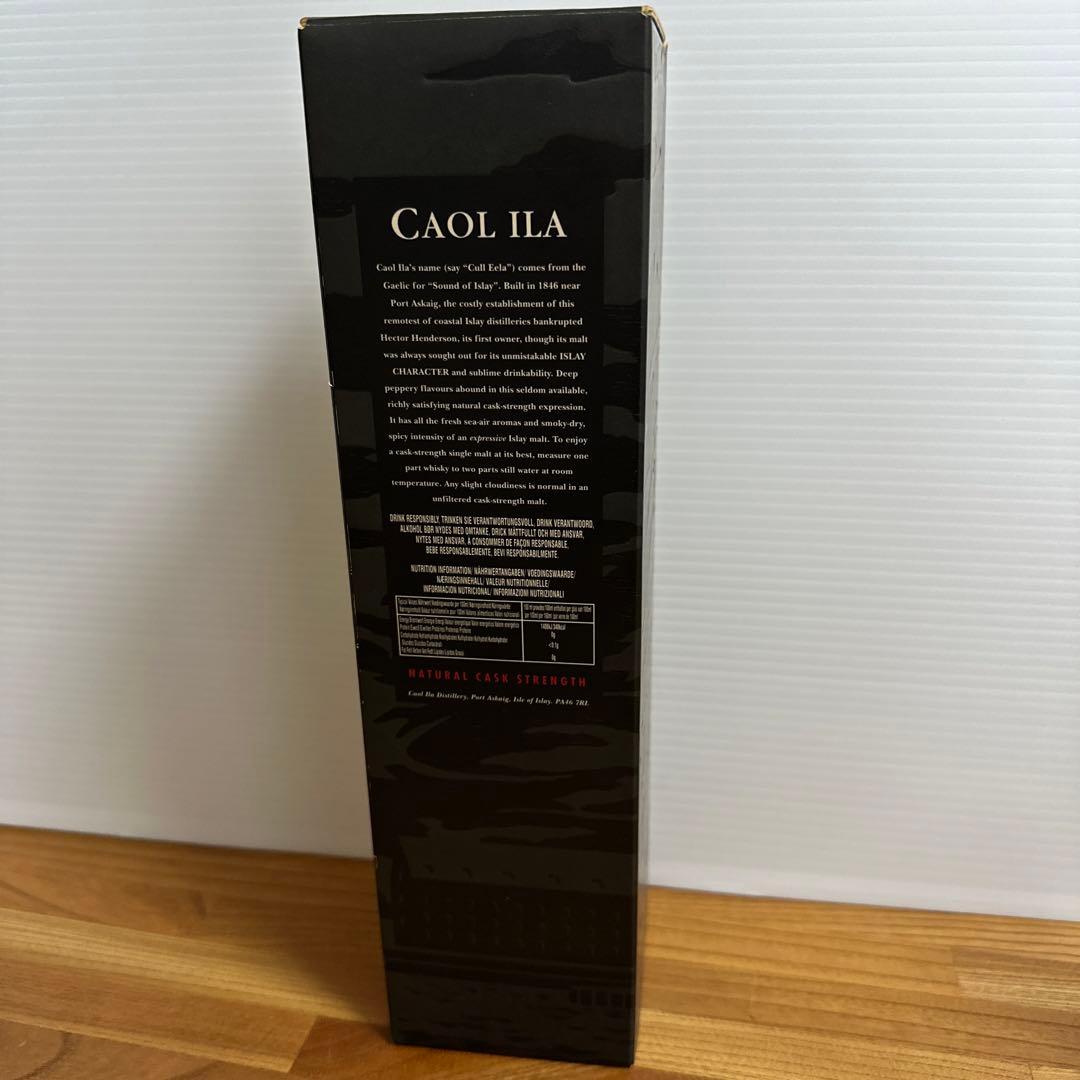 CAOL ILA
Caol Ila's name (say “Cull Eela”) comes from the
Gaelic for “Sound of Islay”. Built in 1846 near
Port Askaig, the costly establishment of this
remotest of coastal Islay distilleries bankrupted
Hector Henderson, its first owner, though its malt
was always sought out for its unmistakable ISLAY
CHARACTER and sublime drinkability. Deep
peppery flavours abound in this seldom available,
richly satisfying natural cask-strength expression.
It has all the fresh sea-air aromas and smoky-dry,
spicy intensity of an expressive Islay malt. To enjoy
a cask-strength single malt at its best, measure one
part whisky to two parts still water at room
temperature. Any slight cloudiness is normal in an
unfiltered cask-strength malt.
DRINK RESPONSIBLY, TRINKEN SIE VERANTWORTUNGSVOLL, DRINK VERANTWOORD,
ALKOHOL BØR NYDES MED OMTANKE, DRICK MÅTTFULLT OCH MED ANSVAR,
NYTES MED ANSVAR, A CONSOMMER DE FAÇON RESPONSABLE,
BEBE RESPONSABLEMENTE, BEVI RESPONSABILMENTE.
NUTRITION INFORMATION/ NÄHRWERTANGABEN/ VOEDINGSWAARDE/
NÆRINGSINNEHALL/ VALEUR NUTRITIONNELLE/
INFORMACION NUTRICIONAL/ INFORMAZIONI NUTRIZIONALI
0g
<0.1g
0g
NATURAL CASK STRENGTH
Caol Ila Distillery, Port Askaig, Isle of Islay. PA46 7RL